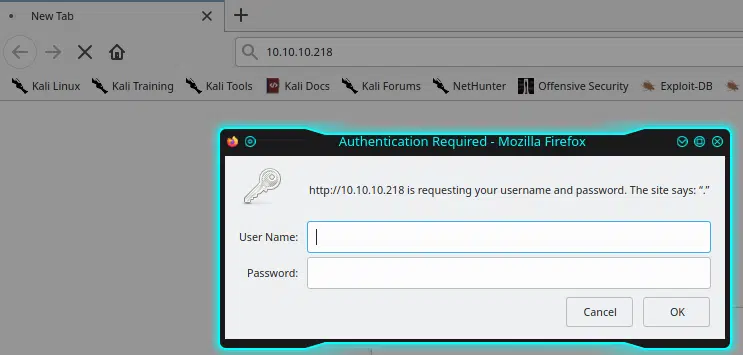 New Tab
10.10.10.218
Kali Linux Kali Training Kali Tools Kali Docs Kali Forums NetHunter Offensive Security Exploit-DB
Authentication Required - Mozilla Firefox
http://10.10.10.218 is requesting your username and password. The site says: “.”
User Name:
Password:
Cancel OK